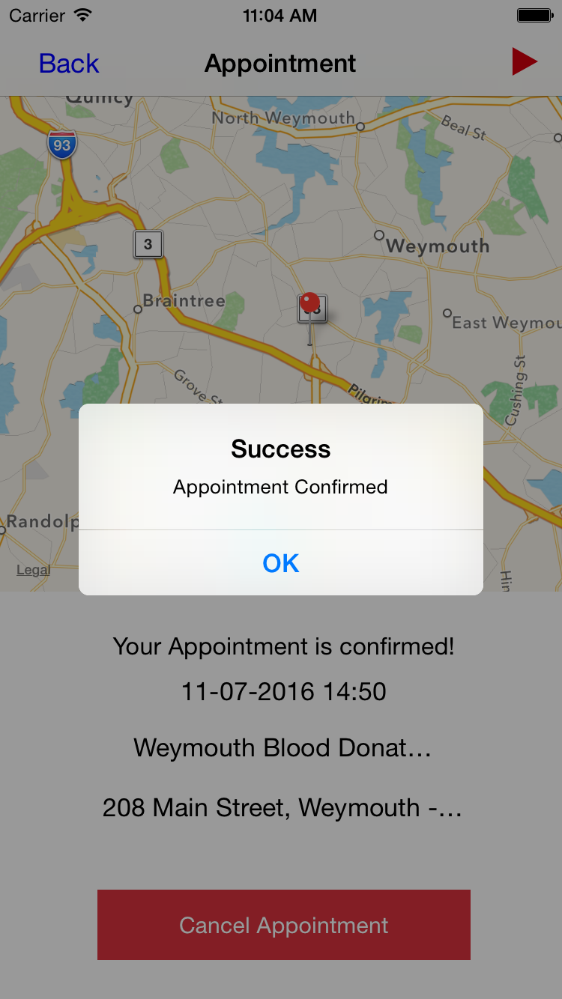 Carrier
11:04 AM
Back
Appointment
Quincy
North Weymouth
Beal St
93
3
Weymouth
Braintree
East Weymou
Grove St
Cushing St
Pilgrim
Success
Appointment Confirmed
Randolp
OK
Legal
Your Appointment is confirmed!
11-07-2016 14:50
Weymouth Blood Donat…
208 Main Street, Weymouth -…
Cancel Appointment